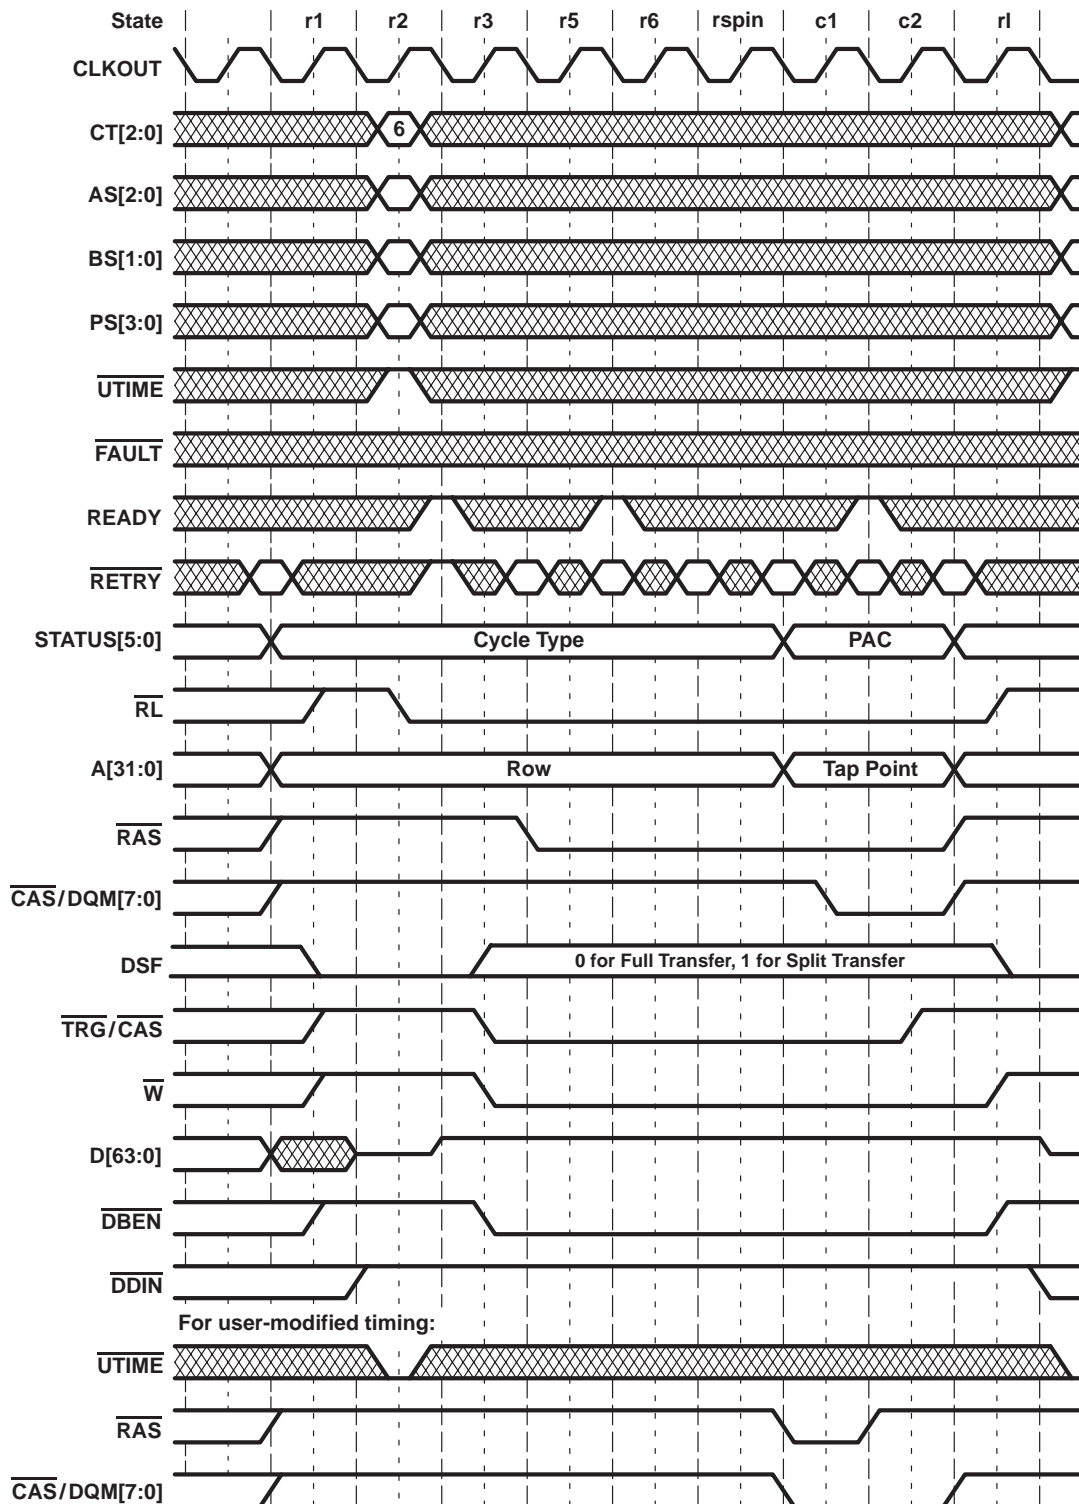 State r1 r2 r3 r5 r6 rspin c1 c2 rl
CLKOUT
CT[2:0] 6
AS[2:0]
BS[1:0]
PS[3:0]
UTIME
FAULT
READY
RETRY
STATUS[5:0] Cycle Type PAC
RL
A[31:0] Row Tap Point
RAS
CAS/DQM[7:0]
DSF 0 for Full Transfer, 1 for Split Transfer
TRG/CAS
W
D[63:0]
DBEN
DDIN
For user-modified timing:
UTIME
RAS
CAS/DQM[7:0]